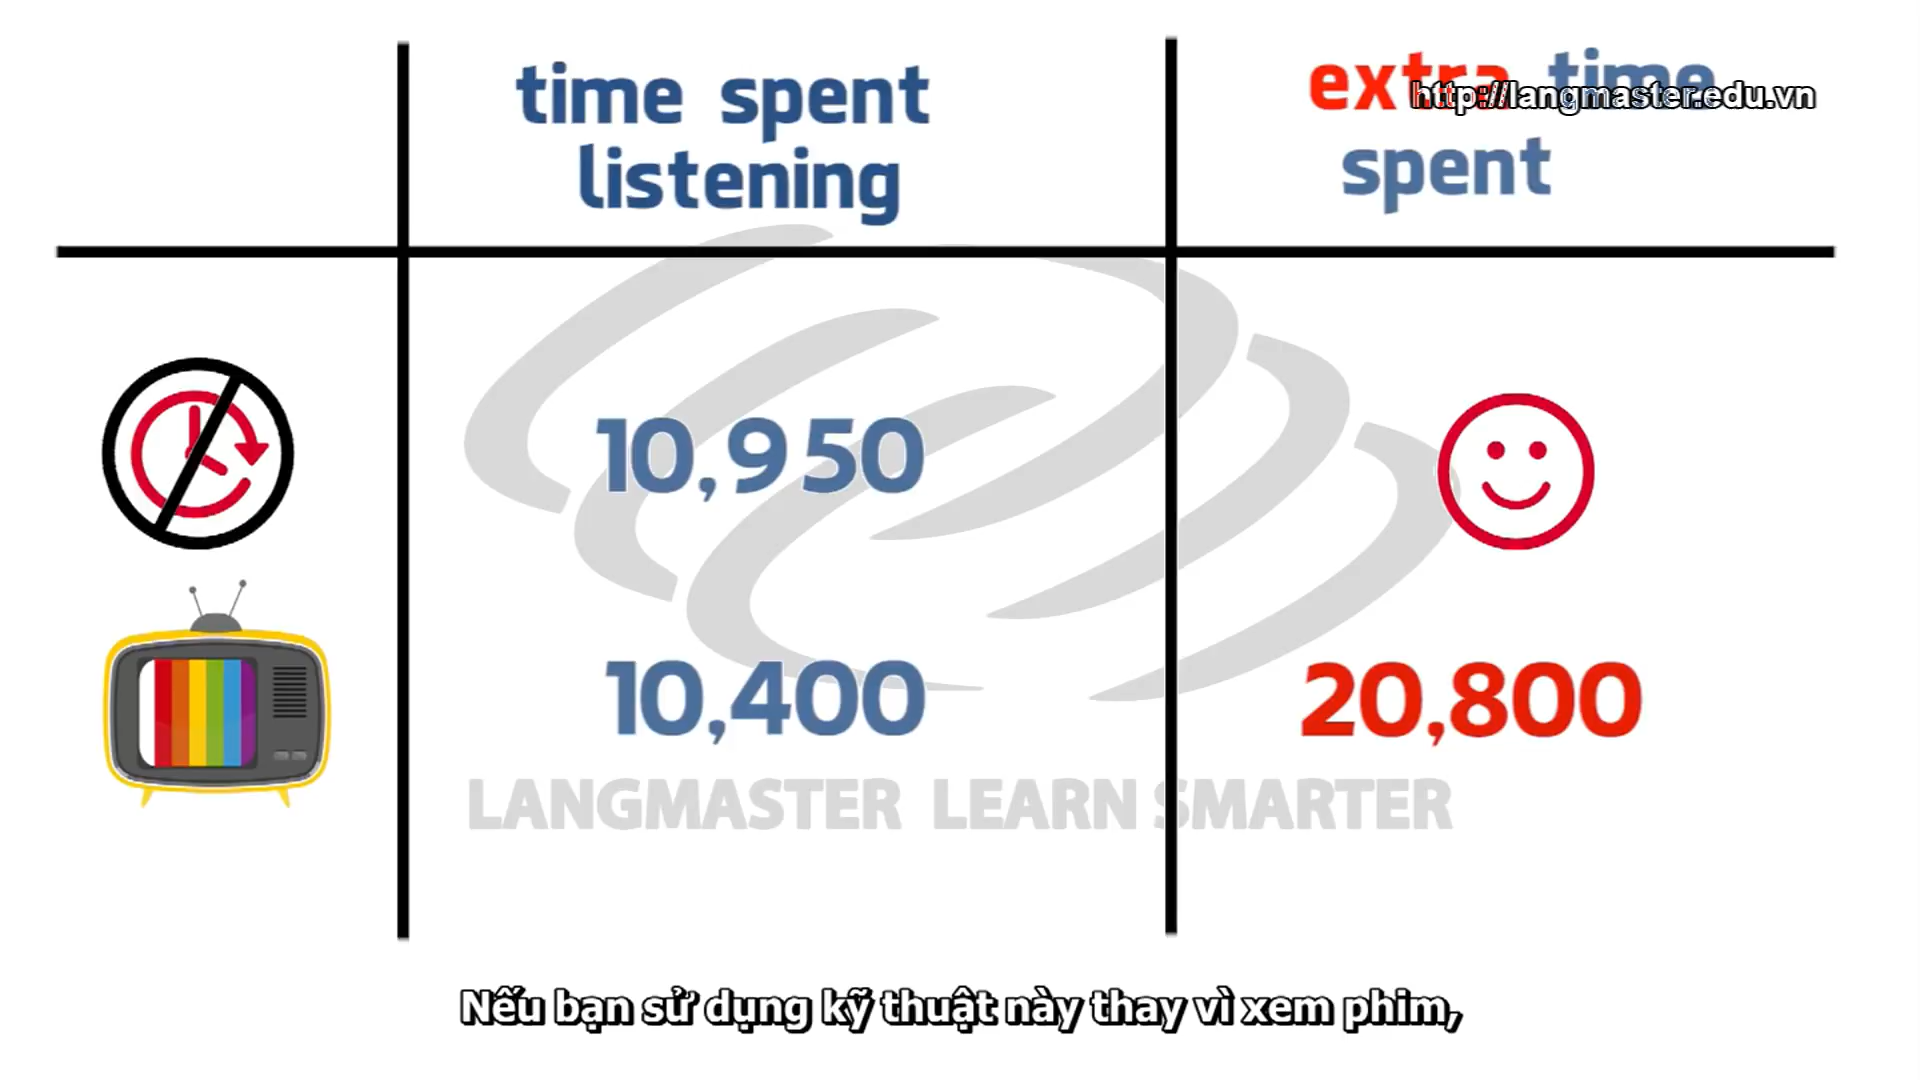 time spent
listening
extra time
spent
http://langmaster.edu.vn
10,950
10,400
20,800
LANGMASTER LEARN SMARTER
Nếu bạn sử dụng kỹ thuật này thay vì xem phim,